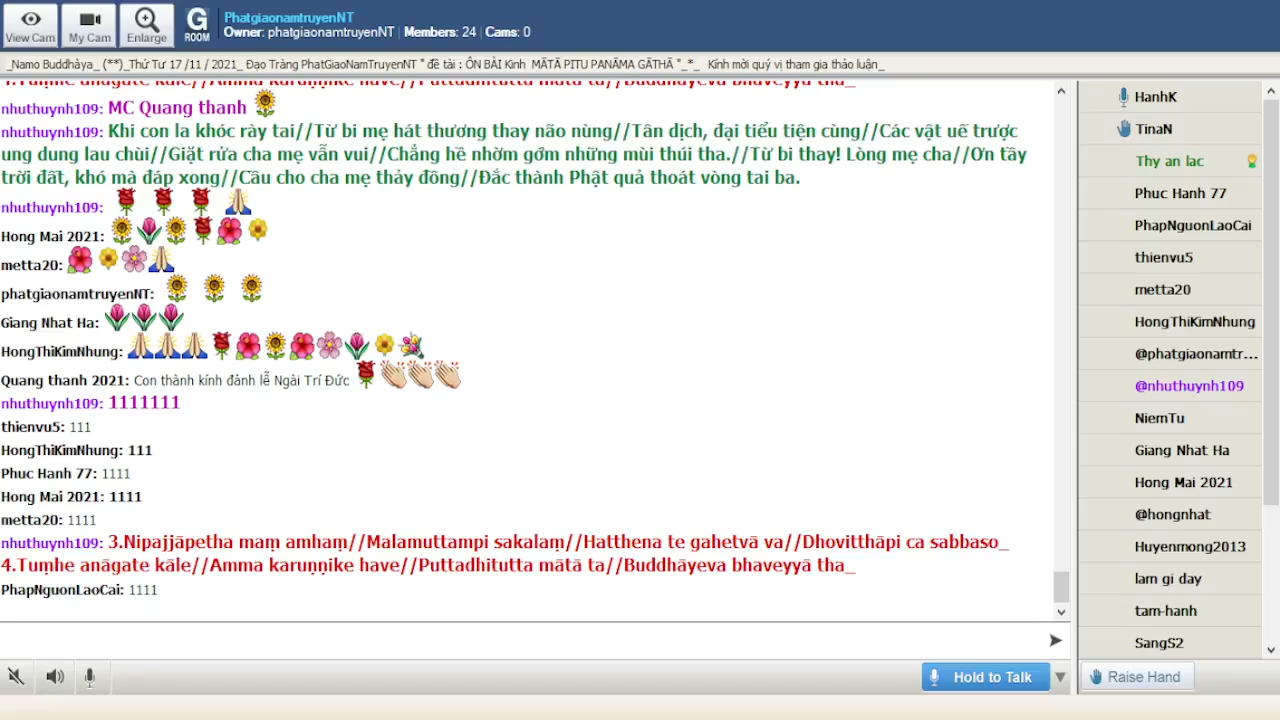 View Cam
My Cam
Enlarge
G
ROOM
PhatgiaonamtruyenNT
Owner: phatgiaonamtruyenNT | Members: 24 | Cams: 0
_Namo Buddhàya_ (**)_Thứ Tư 17 /11 / 2021_ Đạo Tràng PhatGiaoNamTruyenNT " đề tài : ÔN BÀI Kinh MĀTĀ PITU PANĀMA GĀTHĀ "_*_ Kính mời quý vị tham gia thảo luận_
1.Tuṃhe anāgate kāle//Amma karuṇṇike have//Puttadhitutta mātā ta//Buddhāyeva bhaveyyā tha_
nhuthuynh109: MC Quang thanh
nhuthuynh109: Khi con la khóc rày tai//Từ bi mẹ hát thương thay não nùng//Tân dịch, đại tiểu tiện cùng//Các vật uế trược
ung dung lau chùi//Giặt rửa cha mẹ vẫn vui//Chẳng hề nhờm gớm những mùi thúi tha.//Từ bi thay! Lòng mẹ cha//Ơn tầy
trời đất, khó mà đáp xong//Cầu cho cha mẹ thảy đồng//Đắc thành Phật quả thoát vòng tai ba.
nhuthuynh109:
Hong Mai 2021:
metta20:
phatgiaonamtruyenNT:
Giang Nhat Ha:
HongThiKimNhung:
Quang thanh 2021: Con thành kính đảnh lễ Ngài Trí Đức
nhuthuynh109: 1111111
thienvu5: 111
HongThiKimNhung: 111
Phuc Hanh 77: 1111
Hong Mai 2021: 1111
metta20: 1111
nhuthuynh109: 3.Nipajjāpetha maṃ amhaṃ//Malamuttampi sakalaṃ//Hatthena te gahetvā va//Dhovitthāpi ca sabbaso_
4.Tuṃhe anāgate kāle//Amma karuṇṇike have//Puttadhitutta mātā ta//Buddhāyeva bhaveyyā tha_
PhapNguonLaoCai: 1111
HanhK
TinaN
Thy an lac
Phuc Hanh 77
PhapNguonLaoCai
thienvu5
metta20
HongThiKimNhung
@phatgiaonamtr...
@nhuthuynh109
NiemTu
Giang Nhat Ha
Hong Mai 2021
@hongnhat
Huyenmong2013
lam gi day
tam-hanh
SangS2
Hold to Talk
Raise Hand